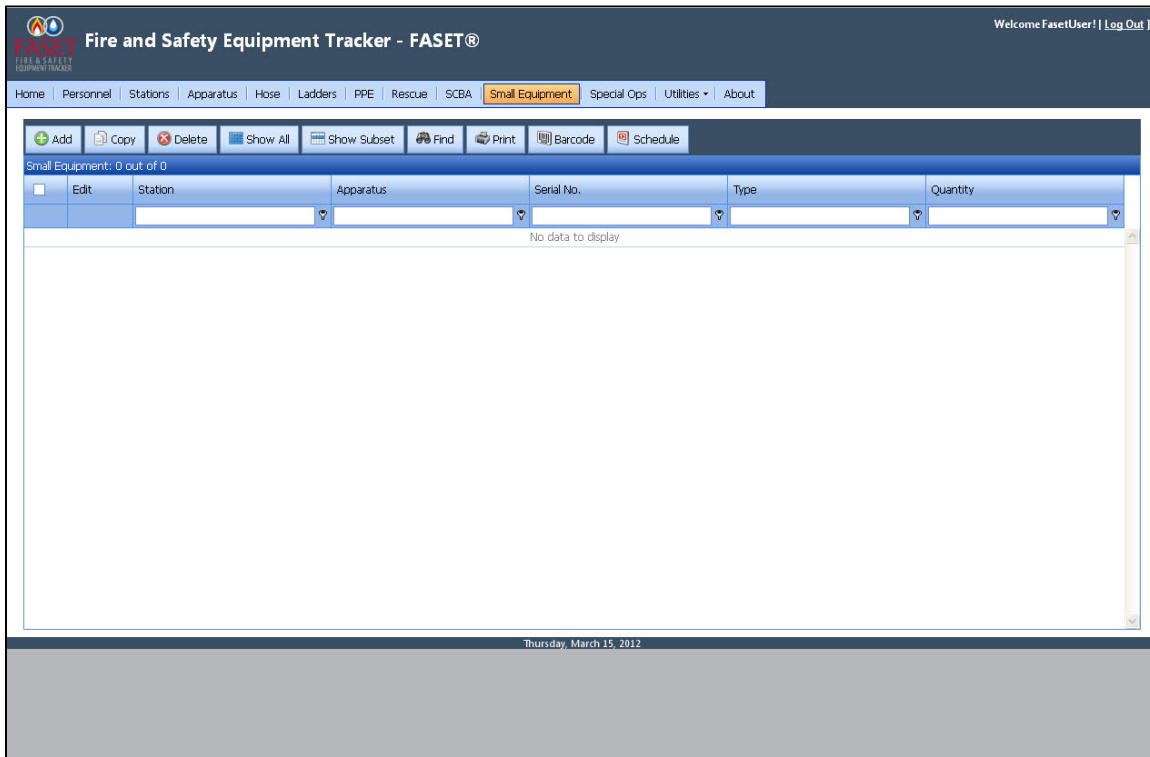 Welcome FasetUser! [ Log Out ]
FASET
FIRE & SAFETY
EQUIPMENT TRACKER
Fire and Safety Equipment Tracker - FASET®
Home Personnel Stations Apparatus Hose Ladders PPE Rescue SCBA Small Equipment Special Ops Utilities About
Add Copy Delete Show All Show Subset Find Print Barcode Schedule
Small Equipment: 0 out of 0
Edit Station Apparatus Serial No. Type Quantity
No data to display
Thursday, March 15, 2012